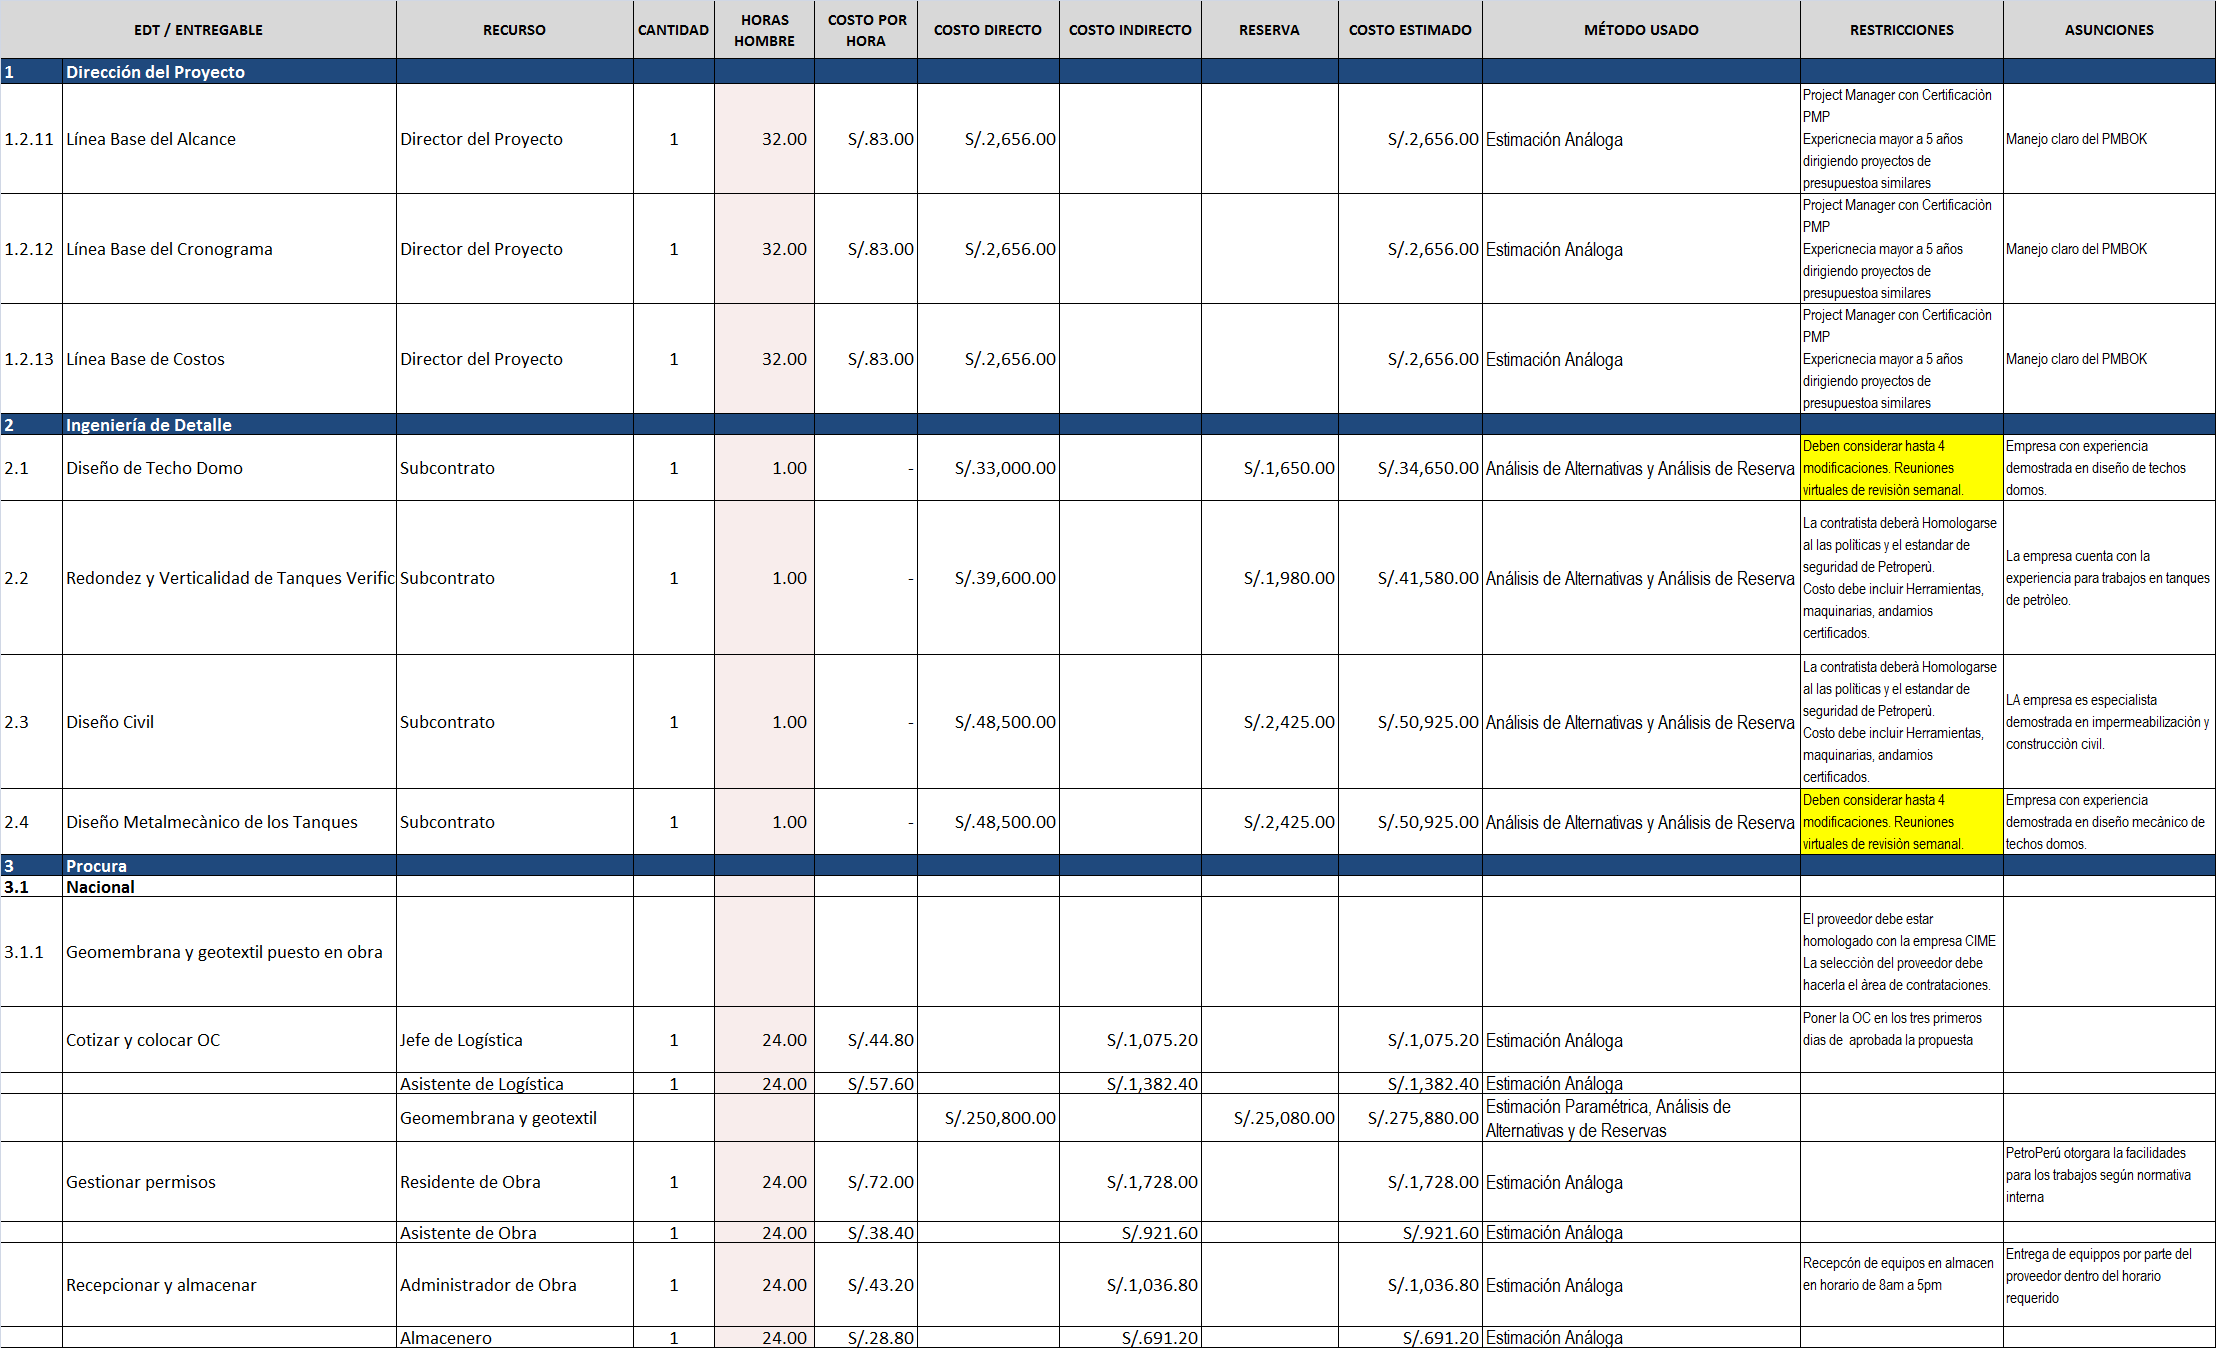 EDT / ENTREGABLE RECURSO CANTIDAD HORAS HOMBRE COSTO POR HORA COSTO DIRECTO COSTO INDIRECTO RESERVA COSTO ESTIMADO MÉTODO USADO RESTRICCIONES ASUNCIONES
1 Dirección del Proyecto
1.2.11 Línea Base del Alcance Director del Proyecto 1 32.00 S/.83.00 S/.2,656.00 S/.2,656.00 Estimación Análoga
Project Manager con Certificaciòn
PMP
Expericnecia mayor a 5 años
dirigiendo proyectos de
presupuestoa similares
Manejo claro del PMBOK
1.2.12 Línea Base del Cronograma Director del Proyecto 1 32.00 S/.83.00 S/.2,656.00 S/.2,656.00 Estimación Análoga
Project Manager con Certificaciòn
PMP
Expericnecia mayor a 5 años
dirigiendo proyectos de
presupuestoa similares
Manejo claro del PMBOK
1.2.13 Línea Base de Costos Director del Proyecto 1 32.00 S/.83.00 S/.2,656.00 S/.2,656.00 Estimación Análoga
Project Manager con Certificaciòn
PMP
Expericnecia mayor a 5 años
dirigiendo proyectos de
presupuestoa similares
Manejo claro del PMBOK
2 Ingeniería de Detalle
2.1 Diseño de Techo Domo Subcontrato 1 1.00 - S/.33,000.00 S/.1,650.00 S/.34,650.00 Análisis de Alternativas y Análisis de Reserva
Deben considerar hasta 4
modificaciones. Reuniones
virtuales de revisiòn semanal.
Empresa con experiencia
demostrada en diseño de techos
domos.
2.2 Redondez y Verticalidad de Tanques Verific Subcontrato 1 1.00 - S/.39,600.00 S/.1,980.00 S/.41,580.00 Análisis de Alternativas y Análisis de Reserva
La contratista deberà Homologarse
al las políticas y el estandar de
seguridad de Petroperù.
Costo debe incluir Herramientas,
maquinarias, andamios
certificados.
La empresa cuenta con la
experiencia para trabajos en tanques
de petròleo.
2.3 Diseño Civil Subcontrato 1 1.00 - S/.48,500.00 S/.2,425.00 S/.50,925.00 Análisis de Alternativas y Análisis de Reserva
La contratista deberà Homologarse
al las políticas y el estandar de
seguridad de Petroperù.
Costo debe incluir Herramientas,
maquinarias, andamios
certificados.
LA empresa es especialista
demostrada en impermeabilizaciòn y
construcciòn civil.
2.4 Diseño Metalmecànico de los Tanques Subcontrato 1 1.00 - S/.48,500.00 S/.2,425.00 S/.50,925.00 Análisis de Alternativas y Análisis de Reserva
Deben considerar hasta 4
modificaciones. Reuniones
virtuales de revisiòn semanal.
Empresa con experiencia
demostrada en diseño mecànico de
techos domos.
3 Procura
3.1 Nacional
3.1.1 Geomembrana y geotextil puesto en obra
El proveedor debe estar
homologado con la empresa CIME
La selecciòn del proveedor debe
hacerla el àrea de contrataciones.
Cotizar y colocar OC Jefe de Logística 1 24.00 S/.44.80 S/.1,075.20 S/.1,075.20 Estimación Análoga
Poner la OC en los tres primeros
dias de  aprobada la propuesta
Asistente de Logística 1 24.00 S/.57.60 S/.1,382.40 S/.1,382.40 Estimación Análoga
Geomembrana y geotextil S/.250,800.00 S/.25,080.00 S/.275,880.00
Estimación Paramétrica, Análisis de
Alternativas y de Reservas
Gestionar permisos Residente de Obra 1 24.00 S/.72.00 S/.1,728.00 S/.1,728.00 Estimación Análoga
PetroPerú otorgara la facilidades
para los trabajos según normativa
interna
Asistente de Obra 1 24.00 S/.38.40 S/.921.60 S/.921.60 Estimación Análoga
Recepcionar y almacenar Administrador de Obra 1 24.00 S/.43.20 S/.1,036.80 S/.1,036.80 Estimación Análoga
Recepcón de equipos en almacen
en horario de 8am a 5pm
Entrega de equippos por parte del
proveedor dentro del horario
requerido
Almacenero 1 24.00 S/.28.80 S/.691.20 S/.691.20 Estimación Análoga